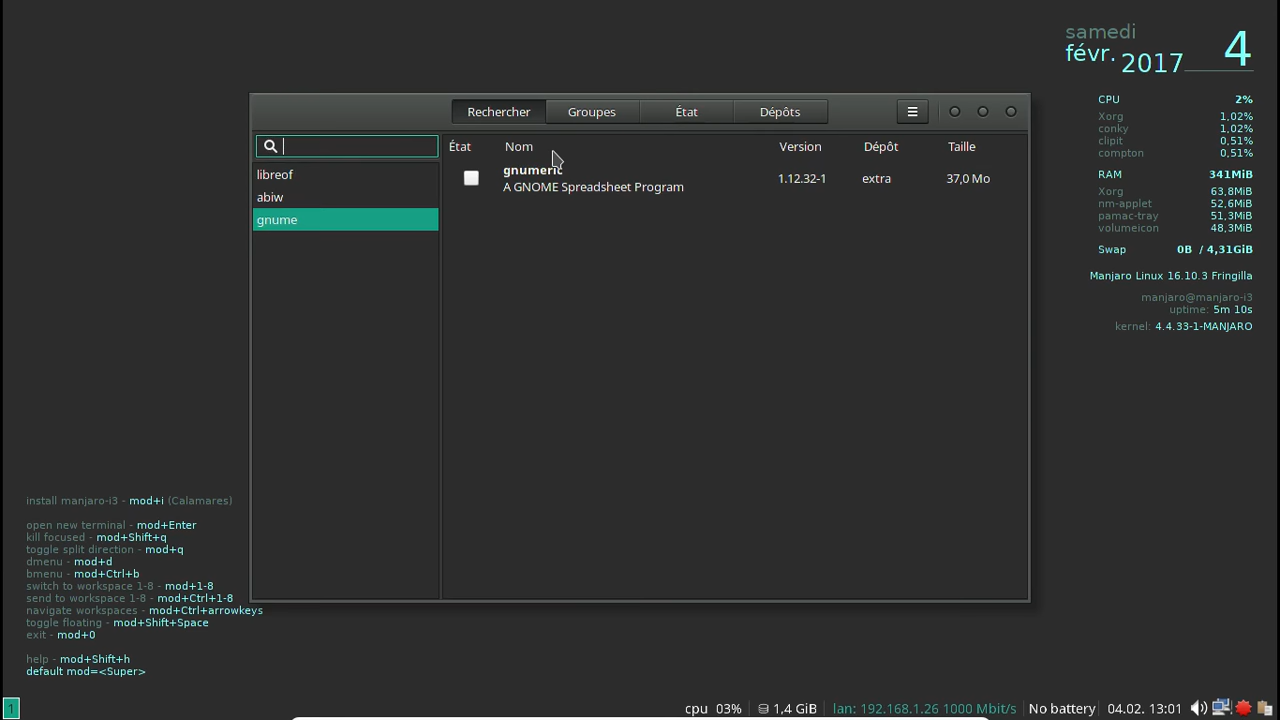 samedi
févr. 2017 4
Rechercher Groupes État Dépôts
libreof
abiw
gnume
État Nom Version Dépôt Taille
gnumeric
A GNOME Spreadsheet Program
1.12.32-1 extra 37,0 Mo
CPU 2%
Xorg 1,02%
conky 1,02%
clipit 0,51%
compton 0,51%
RAM 341MiB
Xorg 63,8MiB
nm-applet 52,6MiB
pamac-tray 51,3MiB
volumeicon 48,3MiB
Swap 0B / 4,31GiB
Manjaro Linux 16.10.3 Fringilla
manjaro@manjaro-i3
uptime: 5m 10s
kernel: 4.4.33-1-MANJARO
install manjaro-i3 - mod+i (Calamares)
open new terminal - mod+Enter
kill focused - mod+Shift+q
toggle split direction - mod+q
dmenu - mod+d
bmenu - mod+Ctrl+b
switch to workspace 1-8 - mod+1-8
send to workspace 1-8 - mod+Ctrl+1-8
navigate workspaces - mod+Ctrl+arrowkeys
toggle floating - mod+Shift+Space
exit - mod+0
help - mod+Shift+h
default mod=<Super>
1 cpu 03% 1,4 GiB lan: 192.168.1.26 1000 Mbit/s No battery 04.02. 13:01